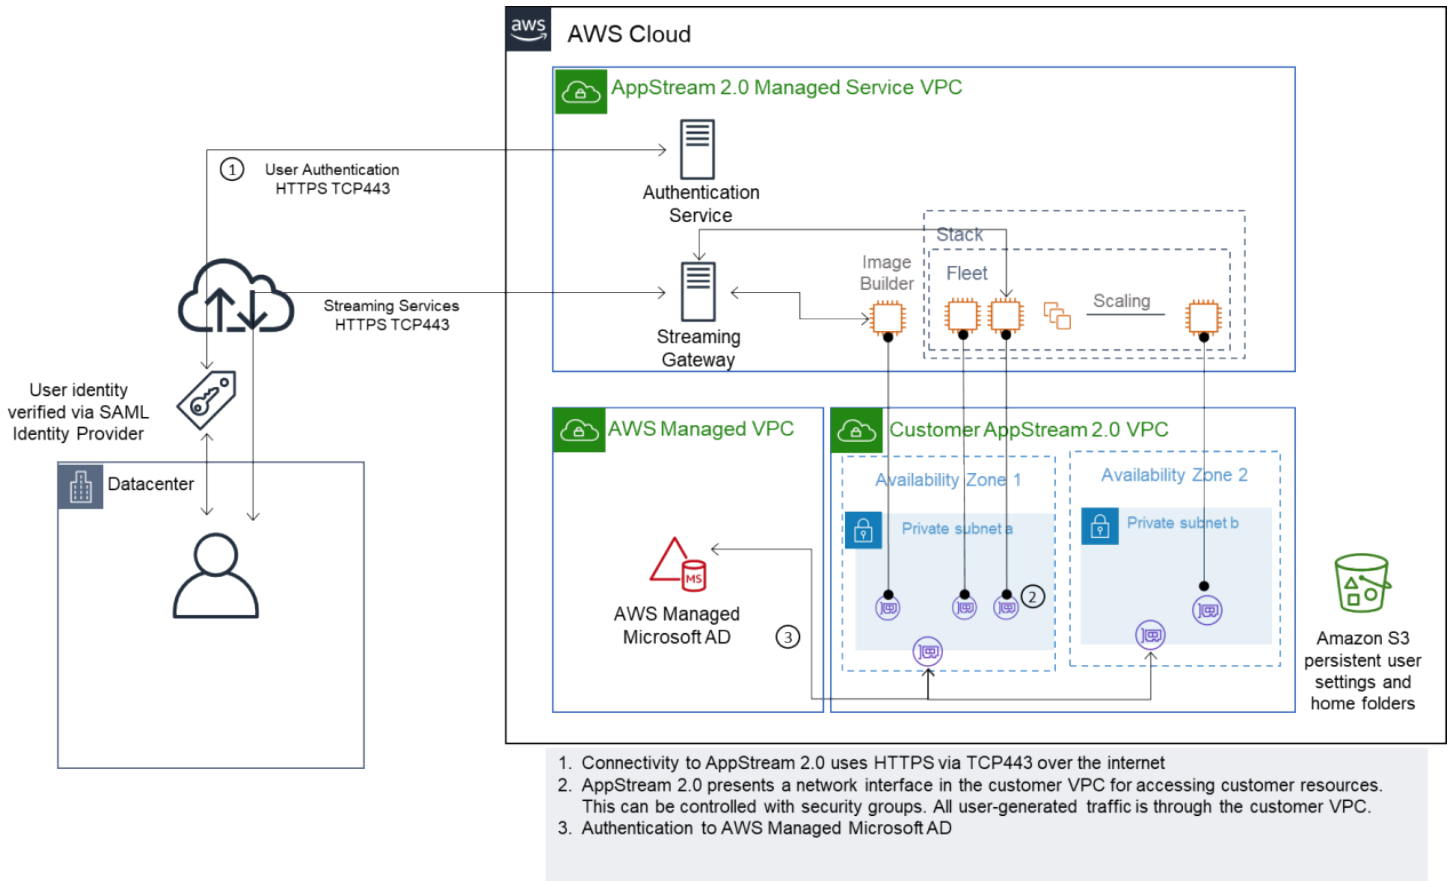 aws
AWS Cloud
AppStream 2.0 Managed Service VPC
1
User Authentication
HTTPS TCP443
Authentication
Service
Stack
Image
Builder
Fleet
Scaling
Streaming Services
HTTPS TCP443
Streaming
Gateway
User identity
verified via SAML
Identity Provider
AWS Managed VPC
Customer AppStream 2.0 VPC
Datacenter
Availability Zone 1
Availability Zone 2
Private subnet a
Private subnet b
MS
AWS Managed
Microsoft AD
2
3
Amazon S3
persistent user
settings and
home folders
1. Connectivity to AppStream 2.0 uses HTTPS via TCP443 over the internet
2. AppStream 2.0 presents a network interface in the customer VPC for accessing customer resources.
This can be controlled with security groups. All user-generated traffic is through the customer VPC.
3. Authentication to AWS Managed Microsoft AD